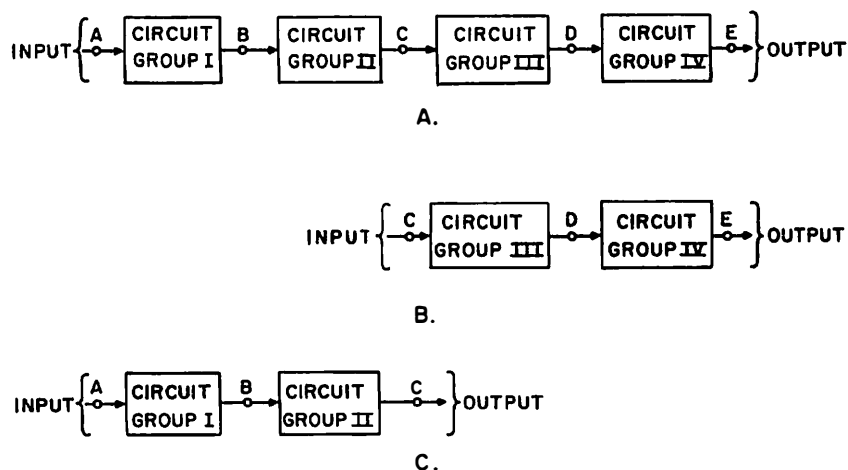 A B C D E
INPUT CIRCUIT GROUP I CIRCUIT GROUP II CIRCUIT GROUP III CIRCUIT GROUP IV OUTPUT
A.
C D E
INPUT CIRCUIT GROUP III CIRCUIT GROUP IV OUTPUT
B.
A B C
INPUT CIRCUIT GROUP I CIRCUIT GROUP II OUTPUT
C.